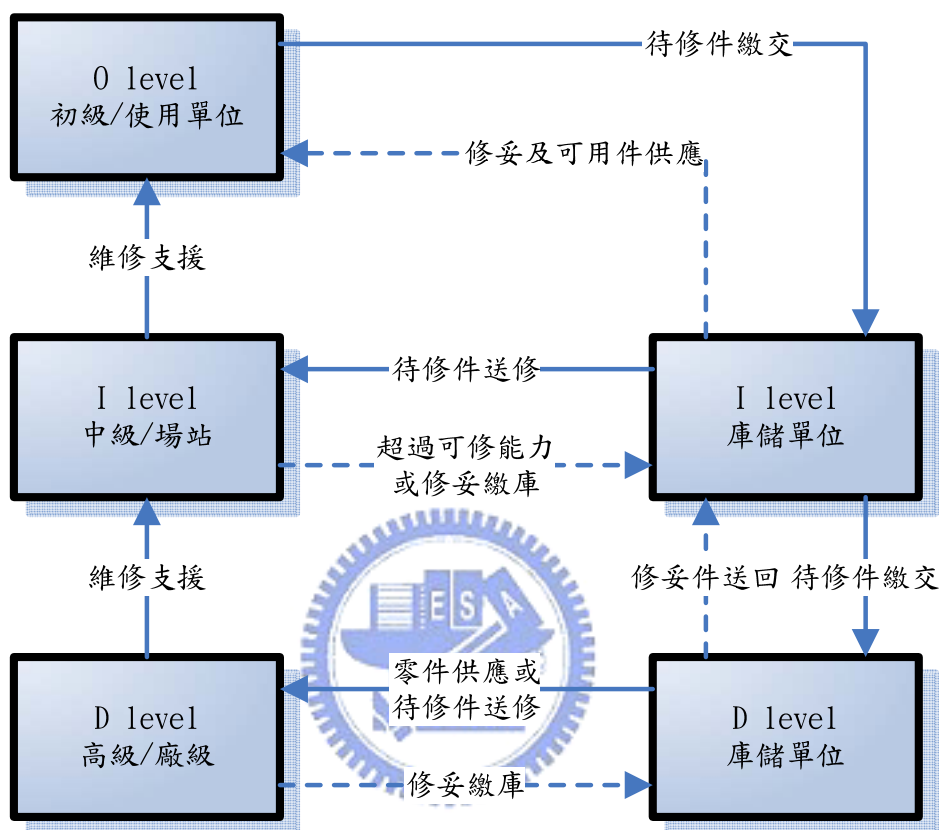 O level
初級/使用單位
待修件繳交
修妥及可用件供應
維修支援
I level
中級/場站
待修件送修
超過可修能力
或修妥繳庫
I level
庫儲單位
維修支援
修妥件送回
待修件繳交
ESA
D level
高級/廠級
零件供應或
待修件送修
修妥繳庫
D level
庫儲單位